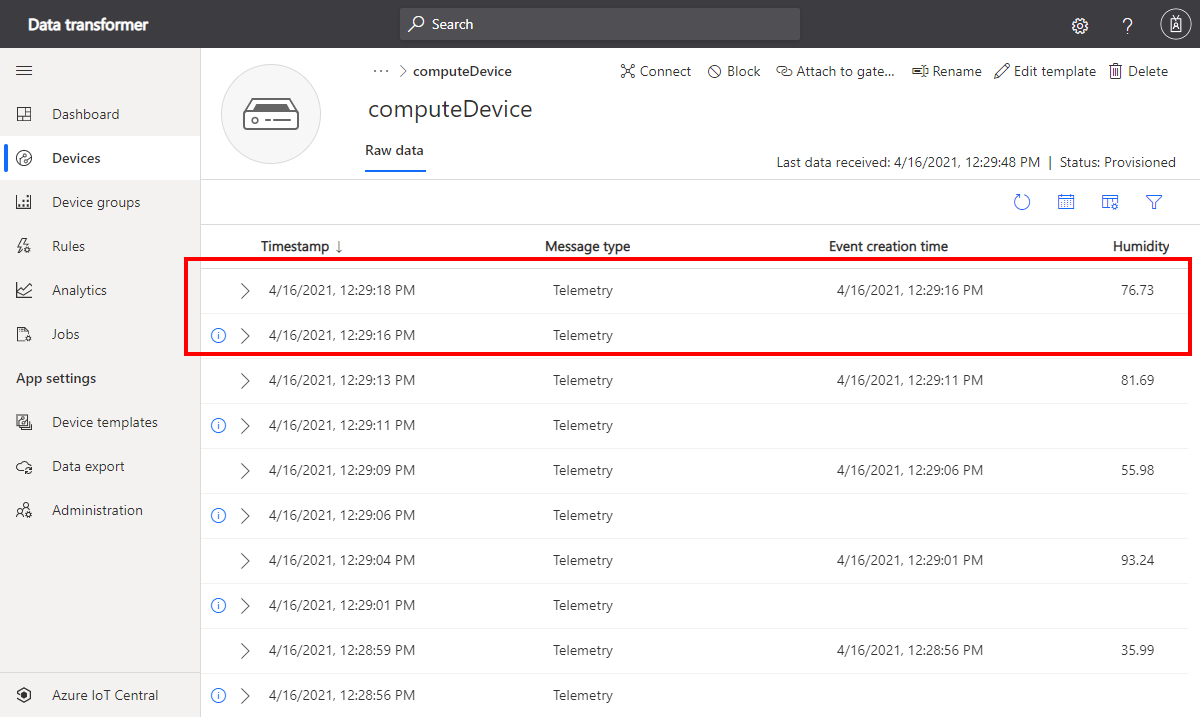 Data transformer
Search
?
Dashboard
Devices
Device groups
Rules
Analytics
Jobs
App settings
Device templates
Data export
Administration
Azure IoT Central
··· > computeDevice
Connect Block Attach to gate... Rename Edit template Delete
computeDevice
Raw data
Last data received: 4/16/2021, 12:29:48 PM | Status: Provisioned
Timestamp ↓ Message type Event creation time Humidity
4/16/2021, 12:29:18 PM Telemetry 4/16/2021, 12:29:16 PM 76.73
4/16/2021, 12:29:16 PM Telemetry
4/16/2021, 12:29:13 PM Telemetry 4/16/2021, 12:29:11 PM 81.69
4/16/2021, 12:29:11 PM Telemetry
4/16/2021, 12:29:09 PM Telemetry 4/16/2021, 12:29:06 PM 55.98
4/16/2021, 12:29:06 PM Telemetry
4/16/2021, 12:29:04 PM Telemetry 4/16/2021, 12:29:01 PM 93.24
4/16/2021, 12:29:01 PM Telemetry
4/16/2021, 12:28:59 PM Telemetry 4/16/2021, 12:28:56 PM 35.99
4/16/2021, 12:28:56 PM Telemetry